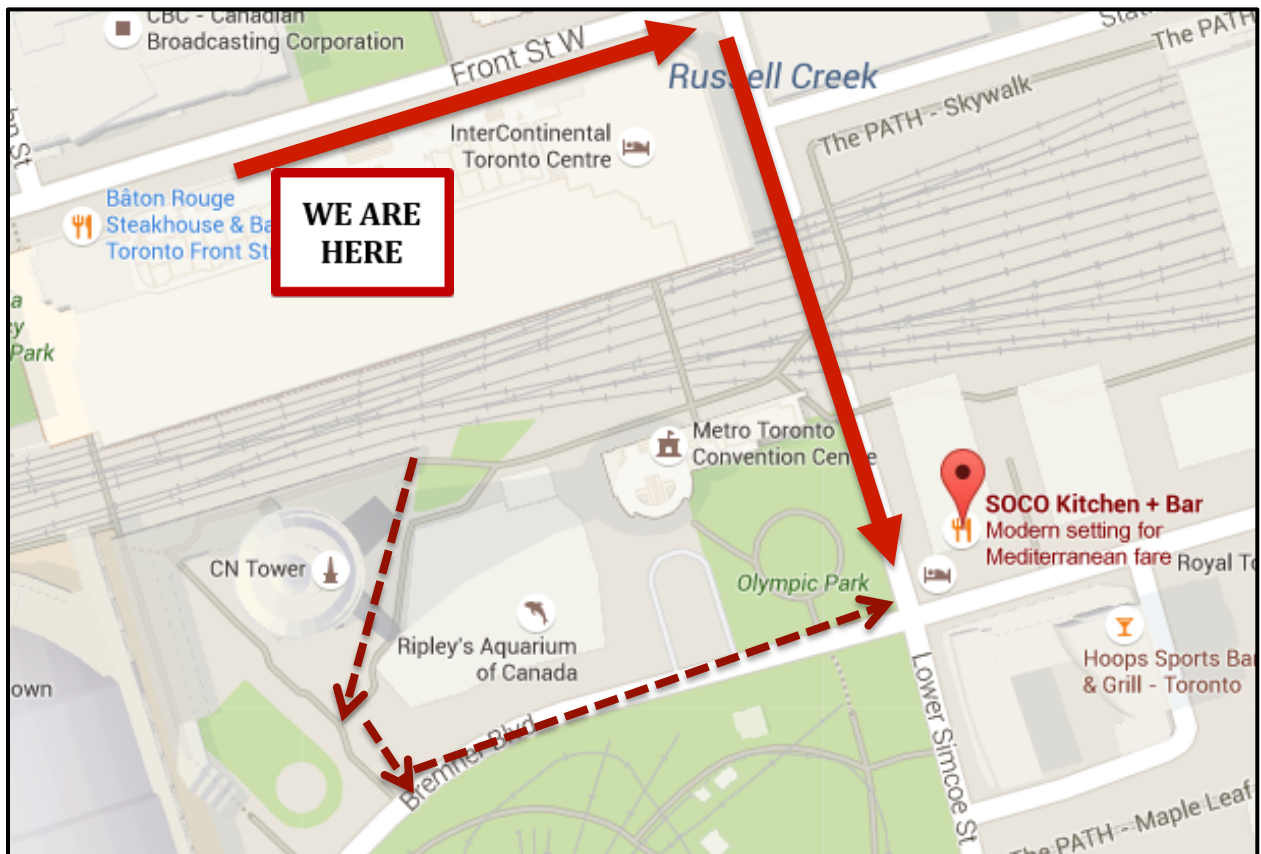 CBC - Canadian
Broadcasting Corporation
Front St W
The PATH
Russell Creek
The PATH - Skywalk
InterContinental
Toronto Centre
Bâton Rouge
Steakhouse & Ba
Toronto Front St
WE ARE
HERE
Park
Metro Toronto
Convention Centre
SOCO Kitchen + Bar
Modern setting for
Mediterranean fare
Royal To
CN Tower
Olympic Park
Ripley's Aquarium
of Canada
Hoops Sports Bar
& Grill - Toronto
own
Bremner Blvd
Lower Simcoe St
The PATH - Maple Leaf